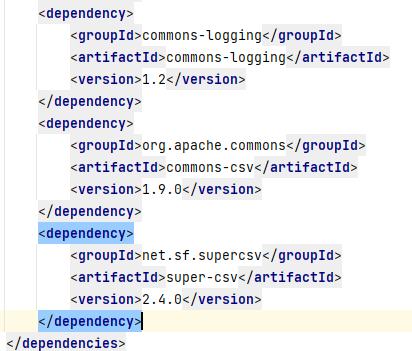 <dependency>
<groupId>commons-logging</groupId>
<artifactId>commons-logging</artifactId>
<version>1.2</version>
</dependency>
<dependency>
<groupId>org.apache.commons</groupId>
<artifactId>commons-csv</artifactId>
<version>1.9.0</version>
</dependency>
<dependency>
<groupId>net.sf.supercsv</groupId>
<artifactId>super-csv</artifactId>
<version>2.4.0</version>
</dependency>
</dependencies>